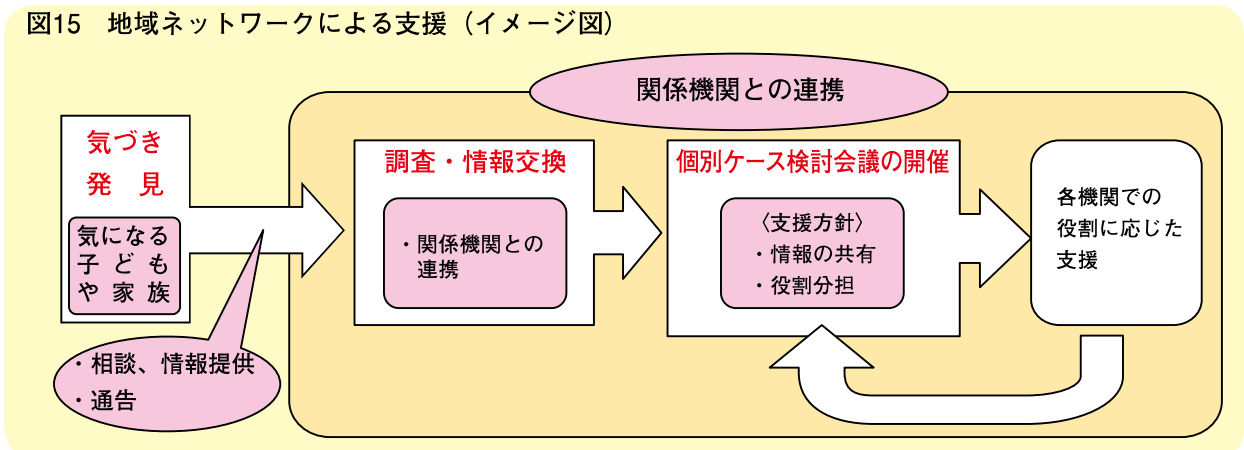 図15　地域ネットワークによる支援（イメージ図）
関係機関との連携
気づき
発　見
気になる
子ども
や家族
・相談、情報提供
・通告
調査・情報交換
・関係機関との
連携
個別ケース検討会議の開催
〈支援方針〉
・情報の共有
・役割分担
各機関での
役割に応じた
支援